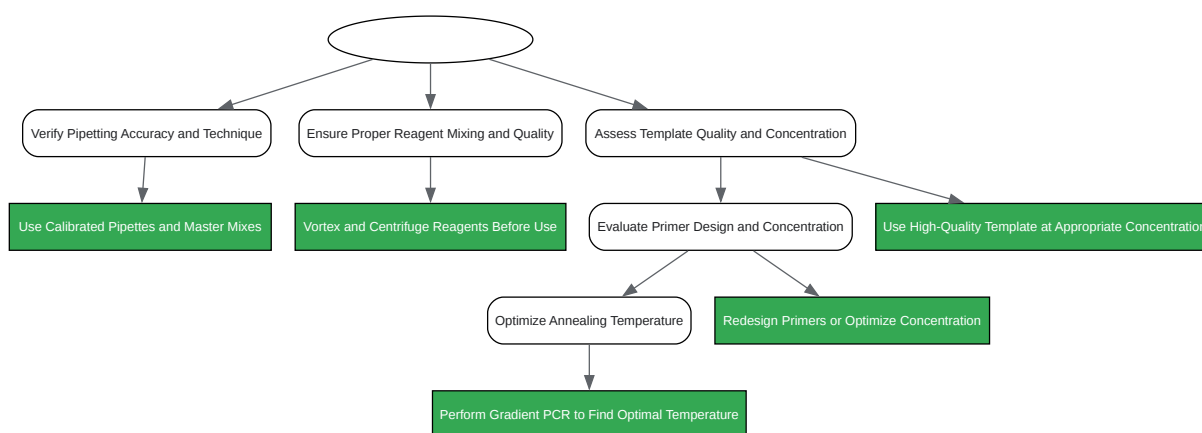 Verify Pipetting Accuracy and Technique
Ensure Proper Reagent Mixing and Quality
Assess Template Quality and Concentration
Use Calibrated Pipettes and Master Mixes
Vortex and Centrifuge Reagents Before Use
Evaluate Primer Design and Concentration
Use High-Quality Template at Appropriate Concentration
Optimize Annealing Temperature
Redesign Primers or Optimize Concentration
Perform Gradient PCR to Find Optimal Temperature